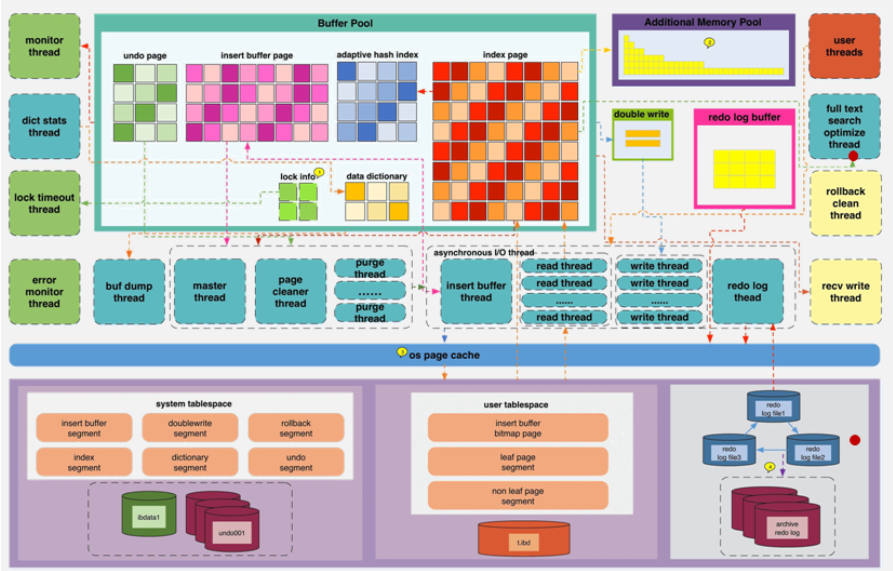 monitor
thread
Buffer Pool
Additional Memory Pool
user
threads
undo page
insert buffer page
adaptive hash index
index page
dict stats
thread
double write
redo log buffer
full text
search
optimize
thread
lock timeout
thread
lock info
data dictionary
rollback
clean
thread
error
monitor
thread
buf dump
thread
master
thread
page
cleaner
thread
purge
thread
......
purge
thread
asynchronous I/O thread
insert buffer
thread
read thread
read thread
......
read thread
write thread
write thread
......
write thread
redo log
thead
recv write
thread
os page cache
system tablespace
insert buffer
segment
doublewrite
segment
rollback
segment
index
segment
dictionary
segment
undo
segment
ibdata1
undo001
user tablespace
insert buffer
bitmap page
leaf page
segment
non leaf page
segment
t.ibd
redo
log file1
redo
log file3
redo
log file2
archive
redo log